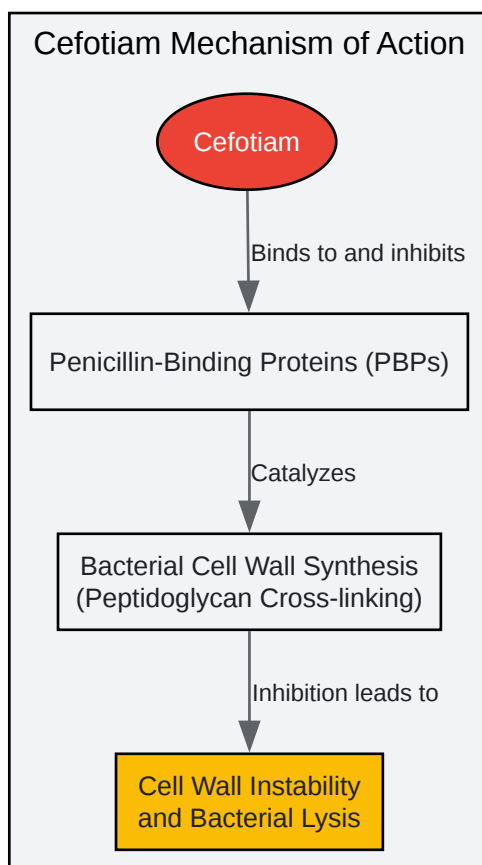 Cefotiam Mechanism of Action
Cefotiam
Binds to and inhibits
Penicillin-Binding Proteins (PBPs)
Catalyzes
Bacterial Cell Wall Synthesis
(Peptidoglycan Cross-linking)
Inhibition leads to
Cell Wall Instability
and Bacterial Lysis